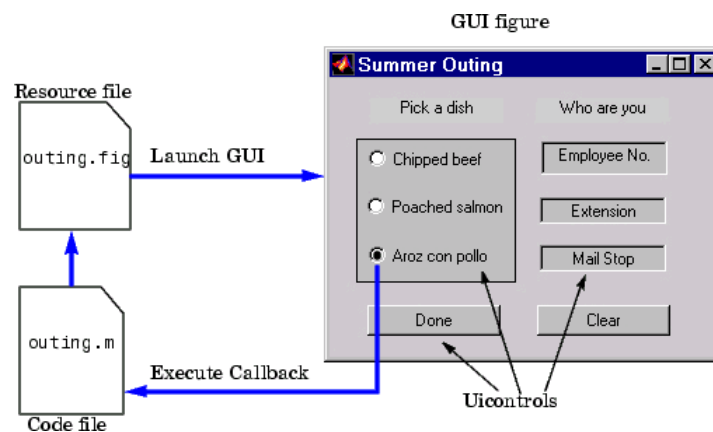 GUI figure
Summer Outing
Resource file
outing.fig
Launch GUI
Pick a dish
Who are you
Chipped beef
Poached salmon
Aroz con pollo
Employee No.
Extension
Mail Stop
Done
Clear
outing.m
Execute Callback
Uicontrols
Code file